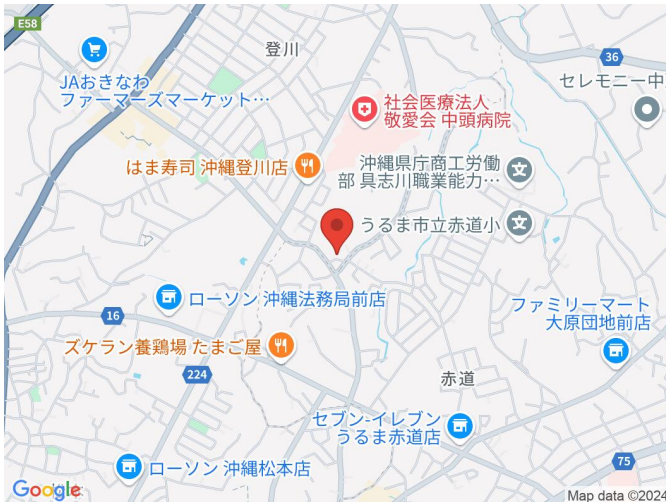 E58
登川
36
JAおきなわ
ファーマーズマーケット…
社会医療法人
敬愛会 中頭病院
セレモニー中
はま寿司 沖縄登川店
沖縄県庁商工労働
部 具志川職業能力…
うるま市立赤道小
ローソン 沖縄法務局前店
ファミリーマート
大原団地前店
16
ズケラン養鶏場 たまご屋
224
赤道
セブン-イレブン
うるま赤道店
ローソン 沖縄松本店
75
Google
Map data ©2024